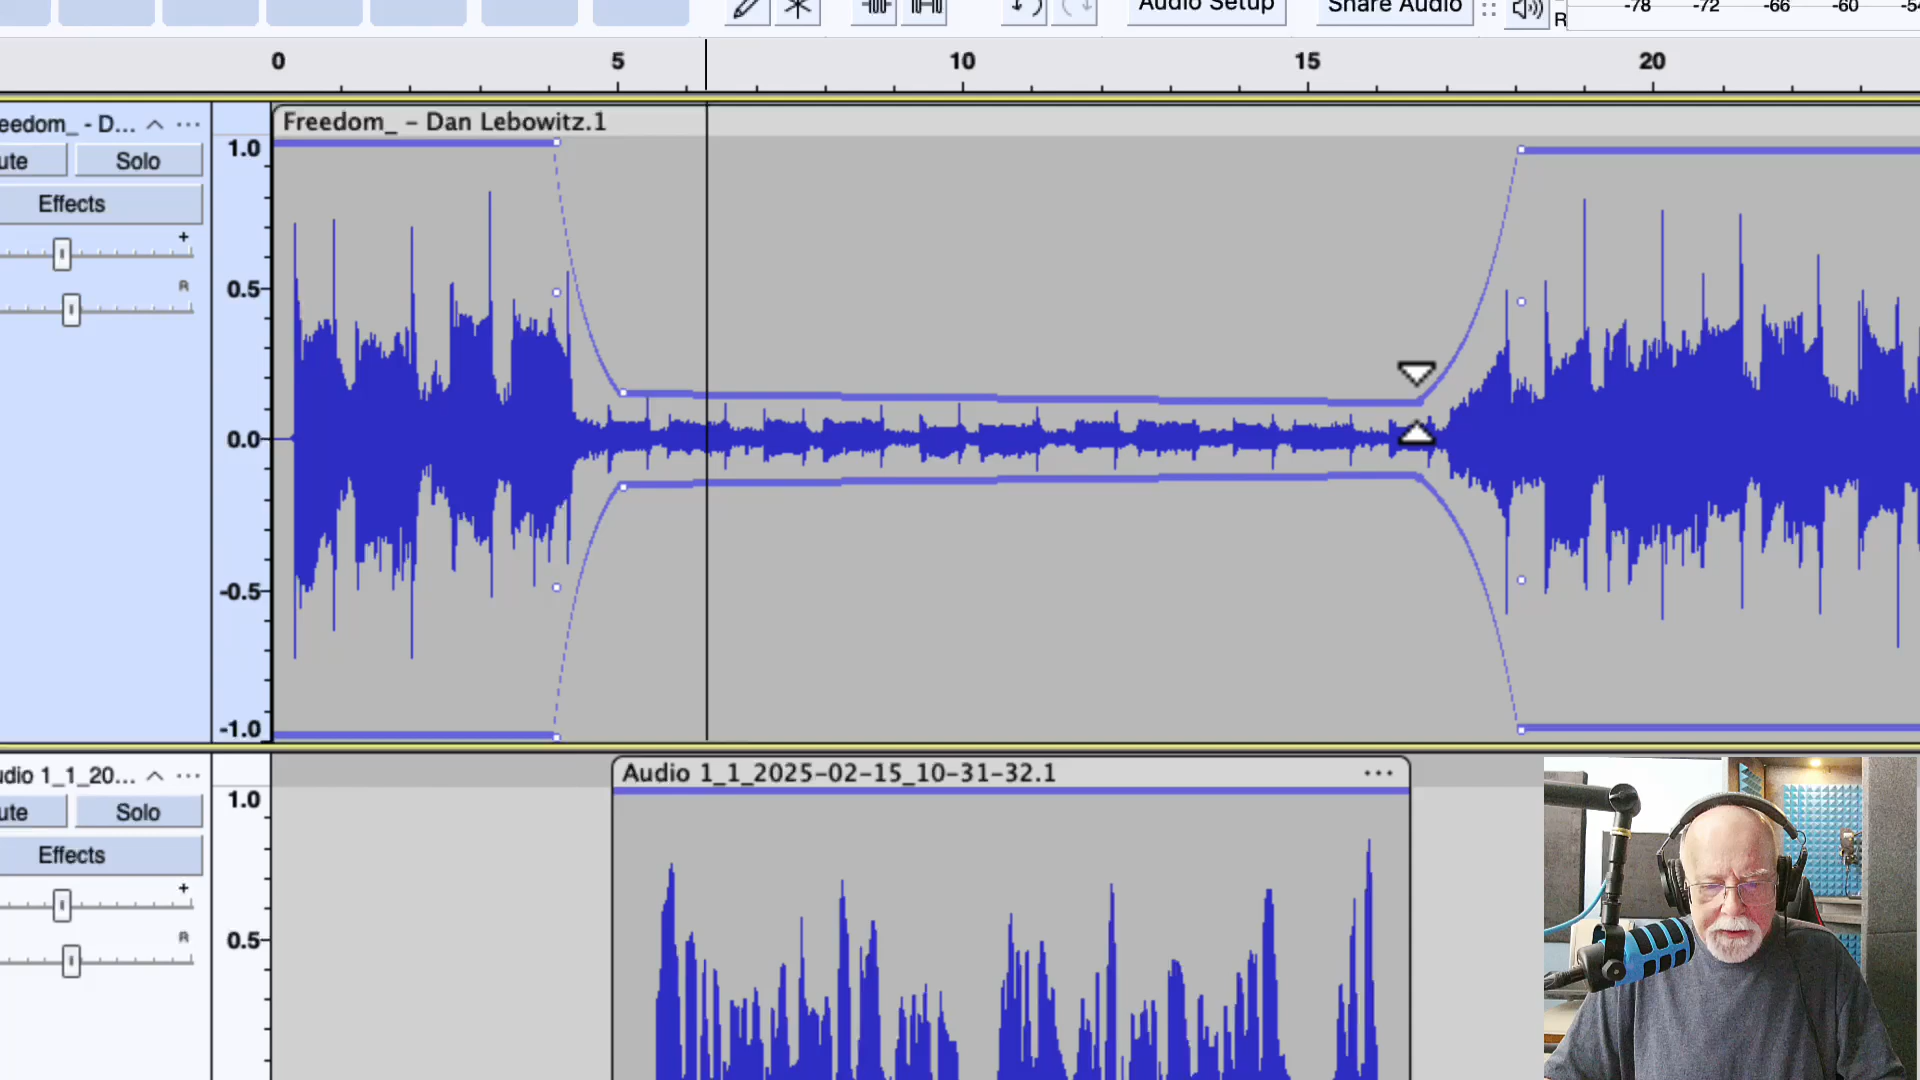 Audio Setup
Share Audio
R
-78 -72 -66 -60 -54
0 5 10 15 20
eedom_ - D... ...
Freedom_ – Dan Lebowitz.1
ute Solo
Effects
+
R
1.0
0.5
0.0
-0.5
-1.0
udio 1_1_20... ...
Audio 1_1_2025-02-15_10-31-32.1 ...
ute Solo
Effects
+
R
1.0
0.5